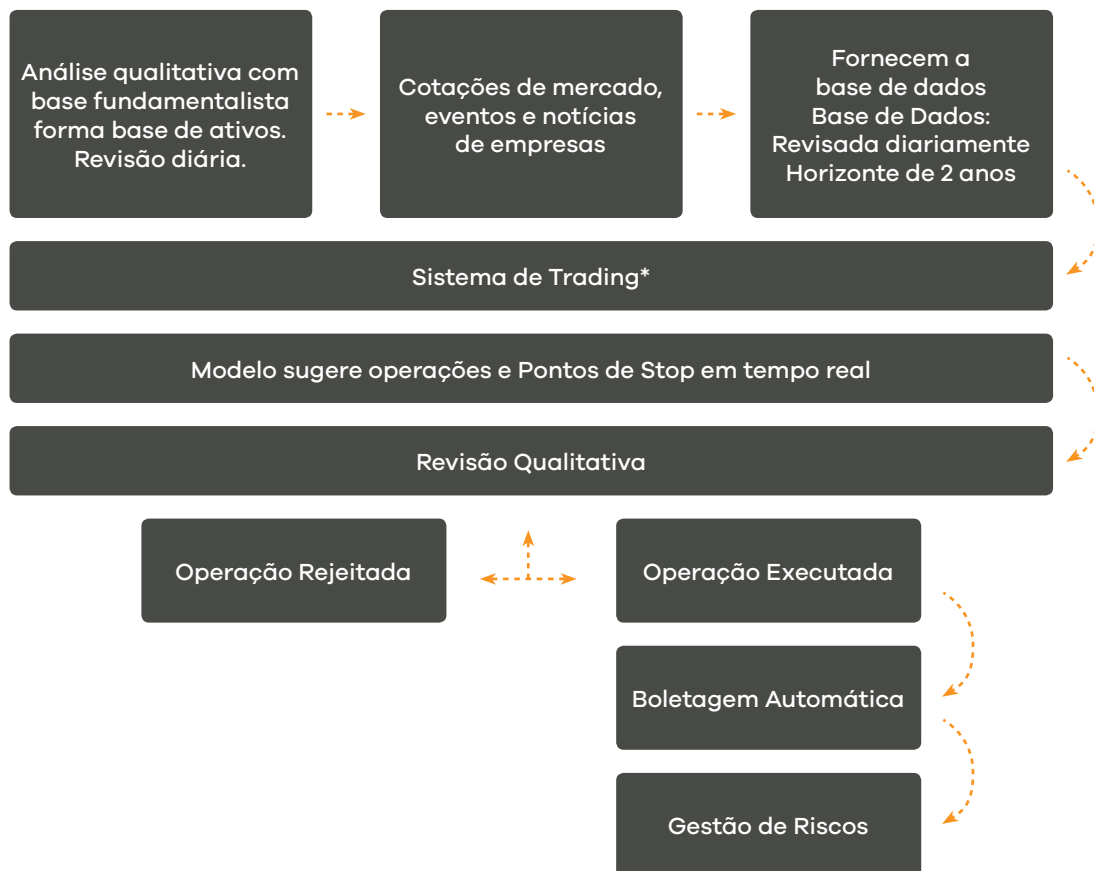 Análise qualitativa com
base fundamentalista
forma base de ativos.
Revisão diária.
Cotações de mercado,
eventos e notícias
de empresas
Fornecem a
base de dados
Base de Dados:
Revisada diariamente
Horizonte de 2 anos
Sistema de Trading*
Modelo sugere operações e Pontos de Stop em tempo real
Revisão Qualitativa
Operação Rejeitada
Operação Executada
Boletagem Automática
Gestão de Riscos